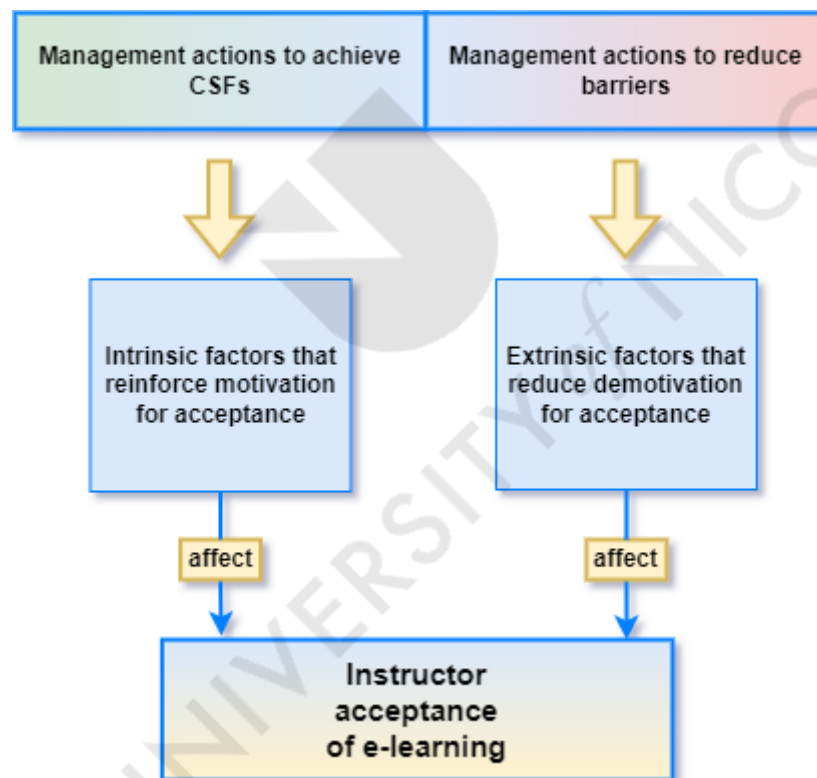 Management actions to achieve
CSFs
Management actions to reduce
barriers
Intrinsic factors that
reinforce motivation
for acceptance
Extrinsic factors that
reduce demotivation
for acceptance
affect
affect
Instructor
acceptance
of e-learning
UNIVERSITY of NICO